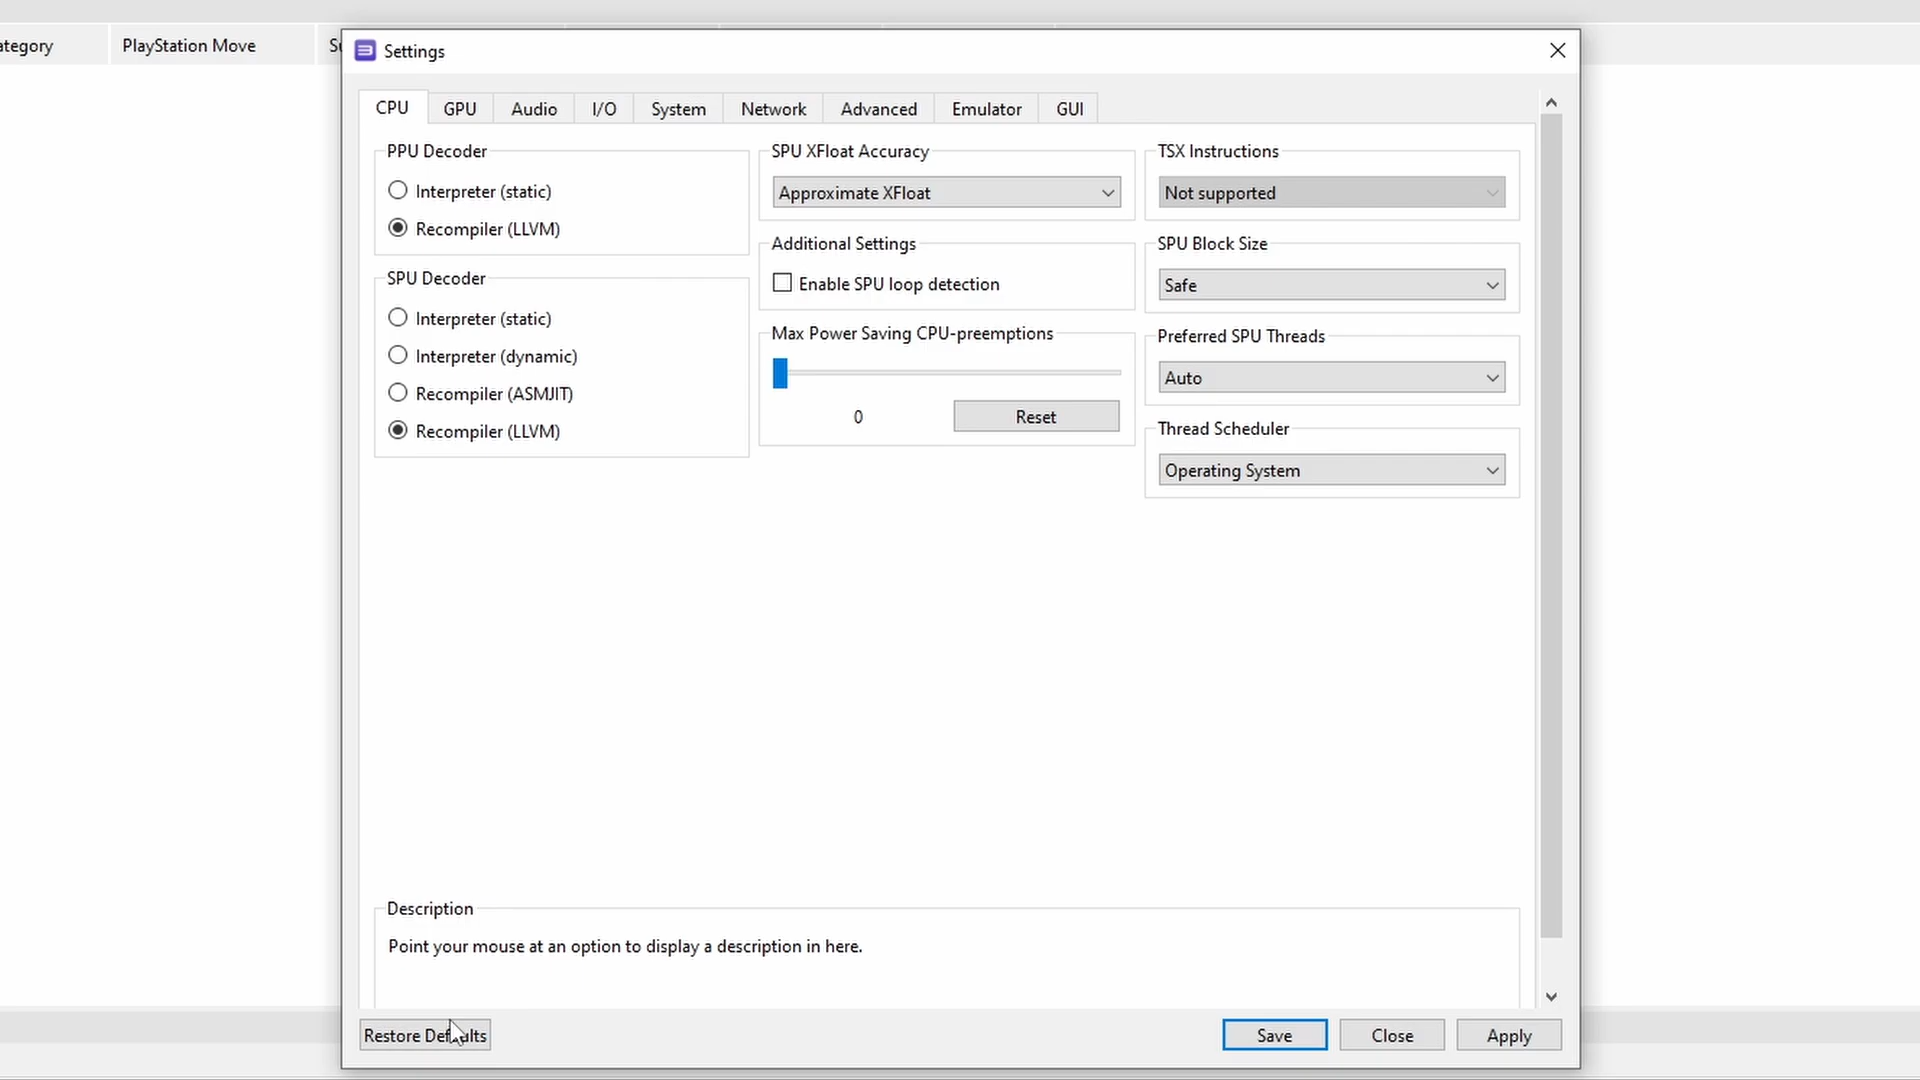 ategory
PlayStation Move
Su
Settings
CPU
GPU
Audio
I/O
System
Network
Advanced
Emulator
GUI
PPU Decoder
Interpreter (static)
Recompiler (LLVM)
SPU Decoder
Interpreter (static)
Interpreter (dynamic)
Recompiler (ASMJIT)
Recompiler (LLVM)
SPU XFloat Accuracy
Approximate XFloat
Additional Settings
Enable SPU loop detection
Max Power Saving CPU-preemptions
0
Reset
TSX Instructions
Not supported
SPU Block Size
Safe
Preferred SPU Threads
Auto
Thread Scheduler
Operating System
Description
Point your mouse at an option to display a description in here.
Restore Defaults
Save
Close
Apply